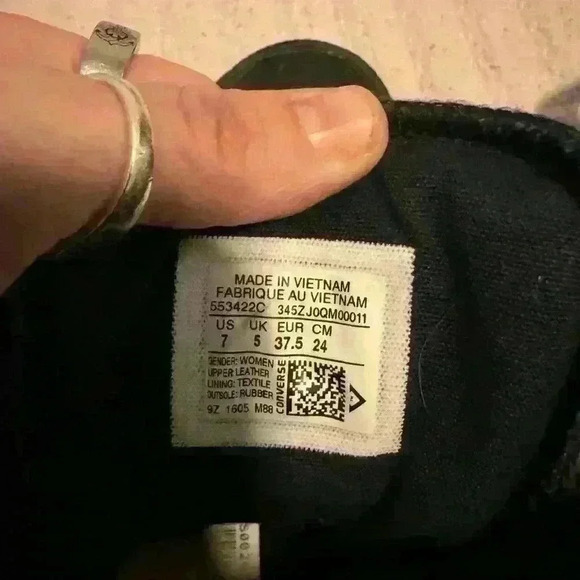 MADE IN VIETNAM
FABRIQUE AU VIETNAM
553422C 345ZJ0QM00011
US UK EUR CM
7 5 37.5 24
GENDER: WOMEN
UPPER: LEATHER
LINING: TEXTILE
OUTSOLE: RUBBER
9Z 1605 M88
CONVERSE